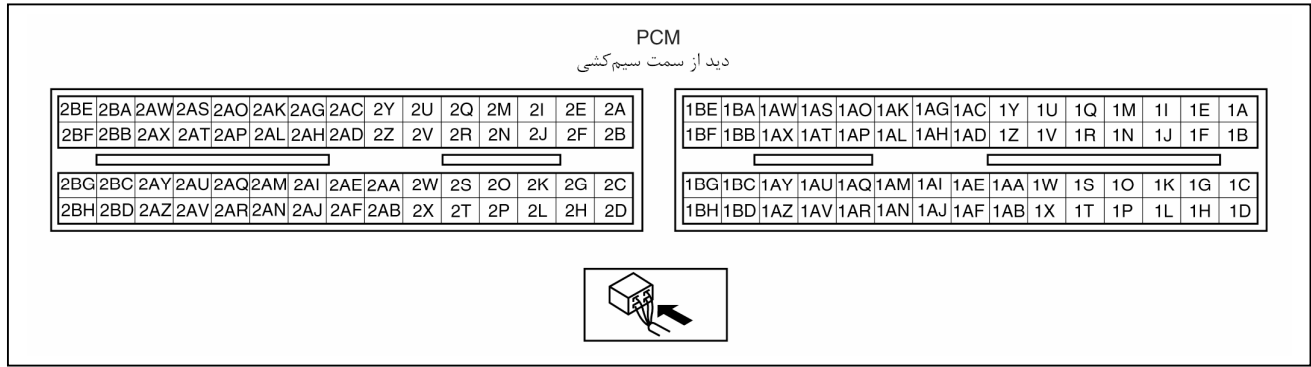 PCM
دید از سمت سیم‌کشی
2BE 2BA 2AW 2AS 2AO 2AK 2AG 2AC 2Y 2U 2Q 2M 2I 2E 2A
2BF 2BB 2AX 2AT 2AP 2AL 2AH 2AD 2Z 2V 2R 2N 2J 2F 2B
2BG 2BC 2AY 2AU 2AQ 2AM 2AI 2AE 2AA 2W 2S 2O 2K 2G 2C
2BH 2BD 2AZ 2AV 2AR 2AN 2AJ 2AF 2AB 2X 2T 2P 2L 2H 2D
1BE 1BA 1AW 1AS 1AO 1AK 1AG 1AC 1Y 1U 1Q 1M 1I 1E 1A
1BF 1BB 1AX 1AT 1AP 1AL 1AH 1AD 1Z 1V 1R 1N 1J 1F 1B
1BG 1BC 1AY 1AU 1AQ 1AM 1AI 1AE 1AA 1W 1S 1O 1K 1G 1C
1BH 1BD 1AZ 1AV 1AR 1AN 1AJ 1AF 1AB 1X 1T 1P 1L 1H 1D